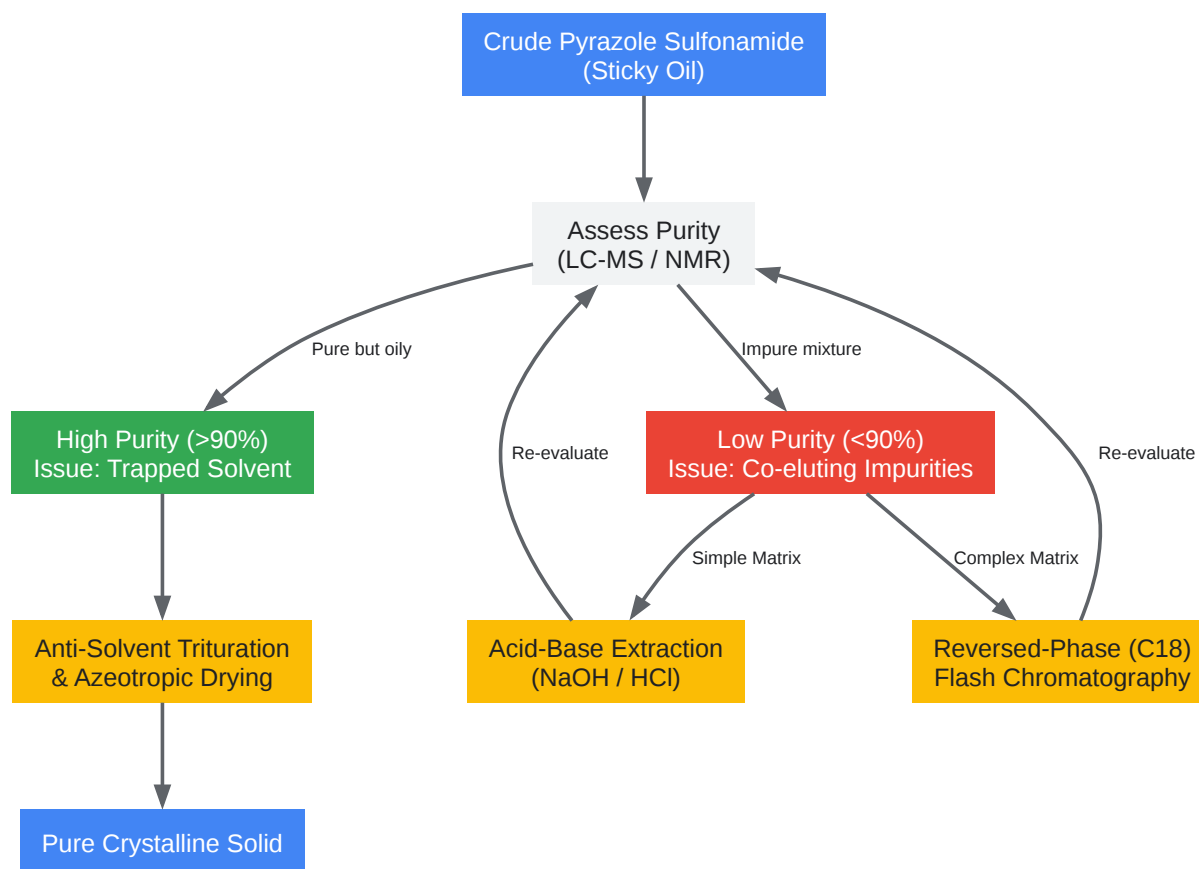 Crude Pyrazole Sulfonamide
(Sticky Oil)
Assess Purity
(LC-MS / NMR)
Pure but oily
Impure mixture
High Purity (>90%)
Issue: Trapped Solvent
Re-evaluate
Low Purity (<90%)
Issue: Co-eluting Impurities
Re-evaluate
Simple Matrix
Complex Matrix
Anti-Solvent Trituration
& Azeotropic Drying
Acid-Base Extraction
(NaOH / HCl)
Reversed-Phase (C18)
Flash Chromatography
Pure Crystalline Solid